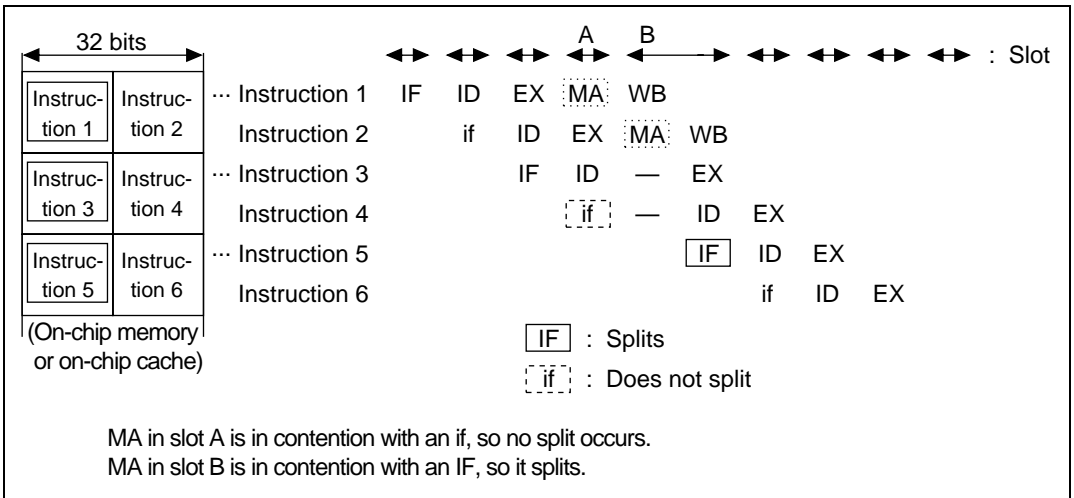 32 bits A B : Slot
Instruc-tion 1 Instruc-tion 2 ... Instruction 1 IF ID EX MA WB
Instruction 2 if ID EX MA WB
Instruc-tion 3 Instruc-tion 4 ... Instruction 3 IF ID — EX
Instruction 4 if — ID EX
Instruc-tion 5 Instruc-tion 6 ... Instruction 5 IF ID EX
Instruction 6 if ID EX
(On-chip memory
or on-chip cache)
IF : Splits
if : Does not split
MA in slot A is in contention with an if, so no split occurs.
MA in slot B is in contention with an IF, so it splits.